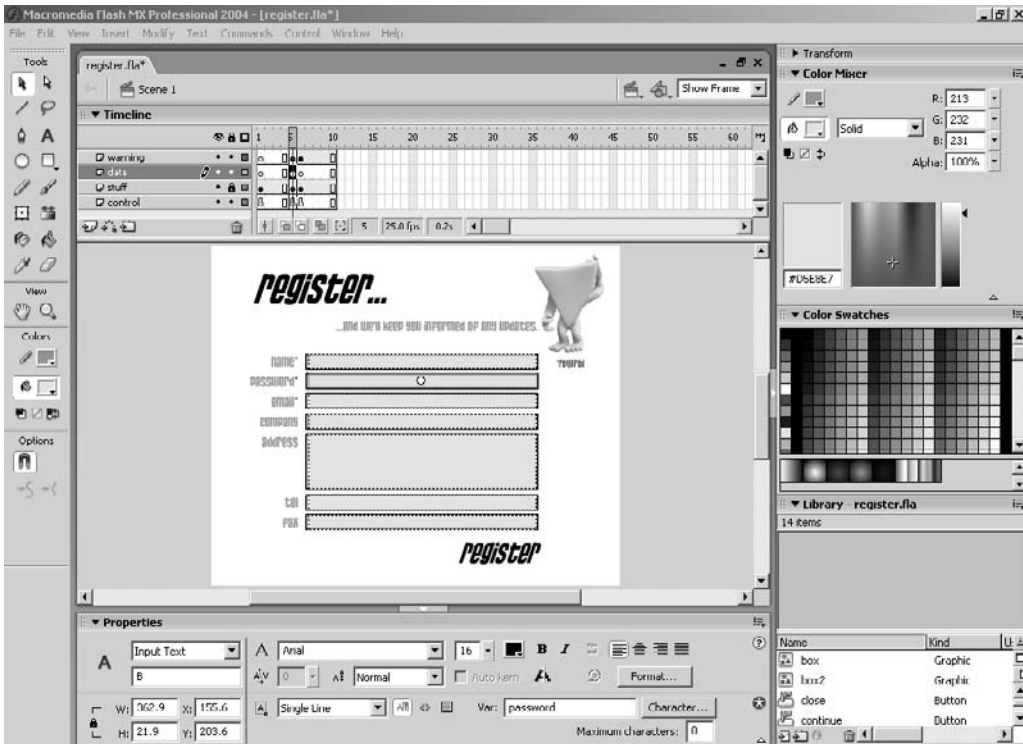 Macromedia Flash MX Professional 2004 - [register.fla*]
File Edit View Insert Modify Text Commands Control Window Help
Tools
View
Colors
Options
register.fla*
Scene 1
Show Frame
Timeline
1 5 10 15 20 25 30 35 40 45 50 55 60
warning
data
stuff
control
5 25.0 fps 0.2s
register...
...and we'll keep you informed of any updates.
name*
password*
email*
company
address
tel
fax
register
Properties
Input Text
A Arial 16 B I
B
A V 0 Normal Auto kern Format...
W: 362.9 X: 155.6
H: 21.9 Y: 203.6
Single Line Var: password Character...
Maximum characters: 0
Transform
Color Mixer
R: 213
Solid G: 232
B: 231
Alpha: 100%
#D5E8E7
Color Swatches
Library - register.fla
14 items
Name Kind
box Graphic
box2 Graphic
close Button
continue Button